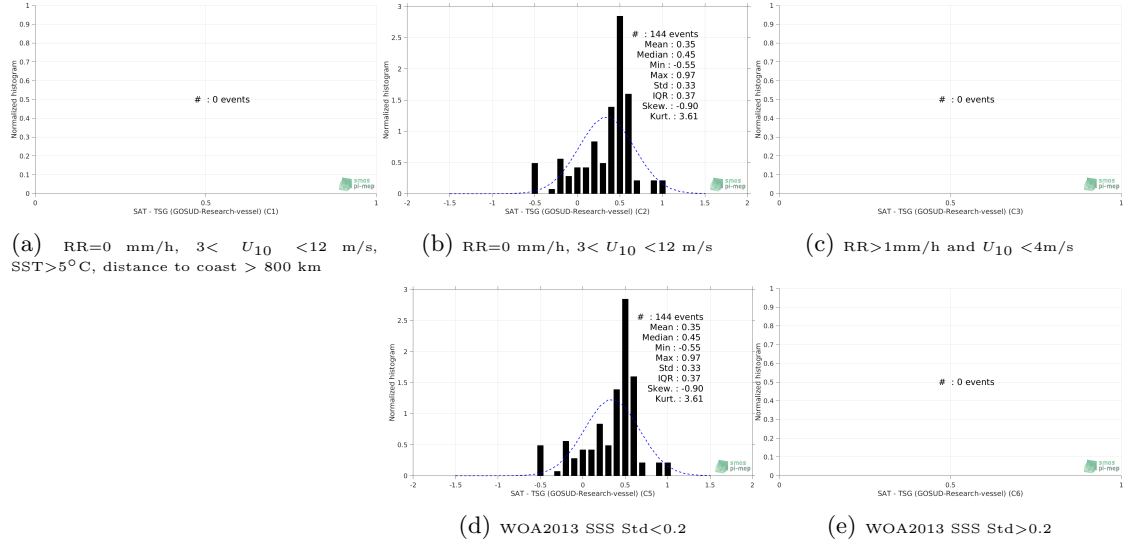 1
0.9
0.8
0.7
0.6
0.5
0.4
0.3
0.2
0.1
0
Normalized histogram
# : 0 events
0
0.5
1
SAT - TSG (GOSUD-Research-vessel) (C1)
smos
pi-mep
(a) RR=0 mm/h, 3< U10 <12 m/s,
SST>5°C, distance to coast > 800 km
3
2.5
2
1.5
1
0.5
0
Normalized histogram
# : 144 events
Mean : 0.35
Median : 0.45
Min : -0.55
Max : 0.97
Std : 0.33
IQR : 0.37
Skew. : -0.90
Kurt. : 3.61
-2
-1.5
-1
-0.5
0
0.5
1
1.5
2
SAT - TSG (GOSUD-Research-vessel) (C2)
smos
pi-mep
(b) RR=0 mm/h, 3< U10 <12 m/s
1
0.9
0.8
0.7
0.6
0.5
0.4
0.3
0.2
0.1
0
Normalized histogram
# : 0 events
0
0.5
1
SAT - TSG (GOSUD-Research-vessel) (C3)
smos
pi-mep
(c) RR>1mm/h and U10 <4m/s
3
2.5
2
1.5
1
0.5
0
Normalized histogram
# : 144 events
Mean : 0.35
Median : 0.45
Min : -0.55
Max : 0.97
Std : 0.33
IQR : 0.37
Skew. : -0.90
Kurt. : 3.61
-2
-1.5
-1
-0.5
0
0.5
1
1.5
2
SAT - TSG (GOSUD-Research-vessel) (C5)
smos
pi-mep
(d) WOA2013 SSS Std<0.2
1
0.9
0.8
0.7
0.6
0.5
0.4
0.3
0.2
0.1
0
Normalized histogram
# : 0 events
0
0.5
1
SAT - TSG (GOSUD-Research-vessel) (C6)
smos
pi-mep
(e) WOA2013 SSS Std>0.2